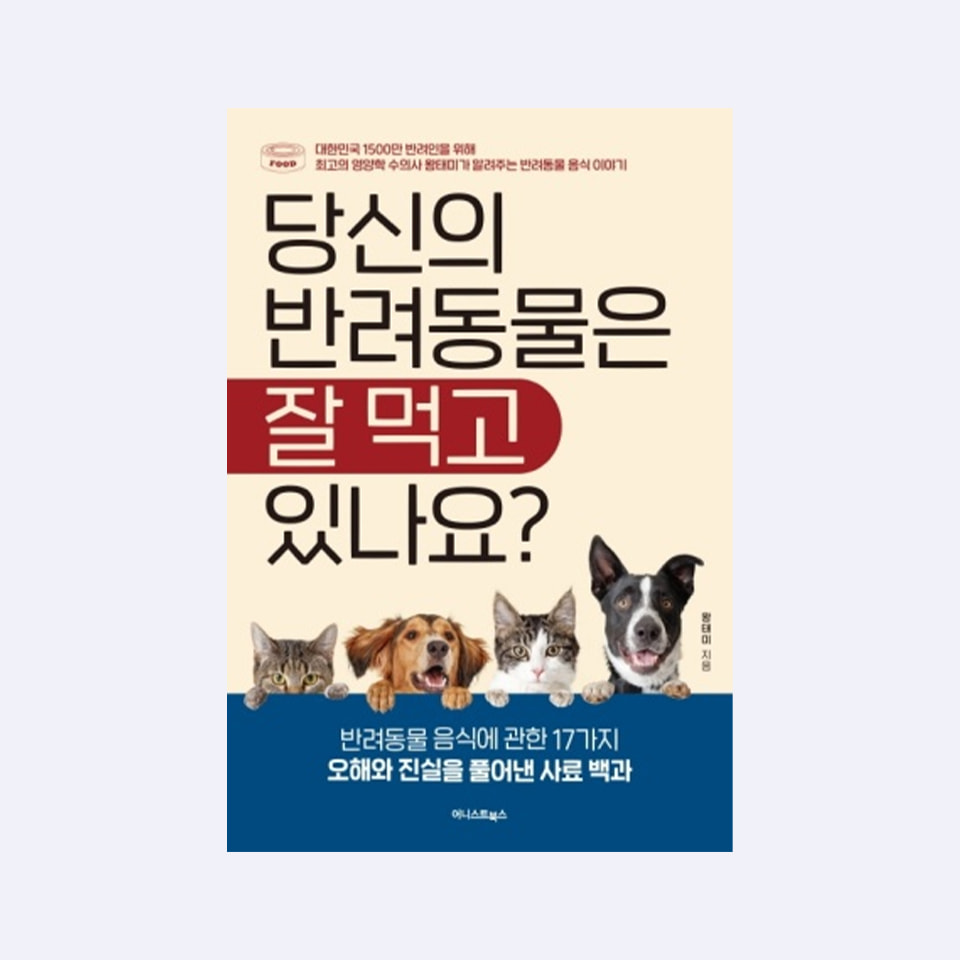 FOOD
대한민국 1500만 반려인을 위해
최고의 영양학 수의사 왕태미가 알려주는 반려동물 음식 이야기
당신의
반려동물은
잘 먹고
있나요?
왕태미 지음
반려동물 음식에 관한 17가지
오해와 진실을 풀어낸 사료 백과
어니스트북스